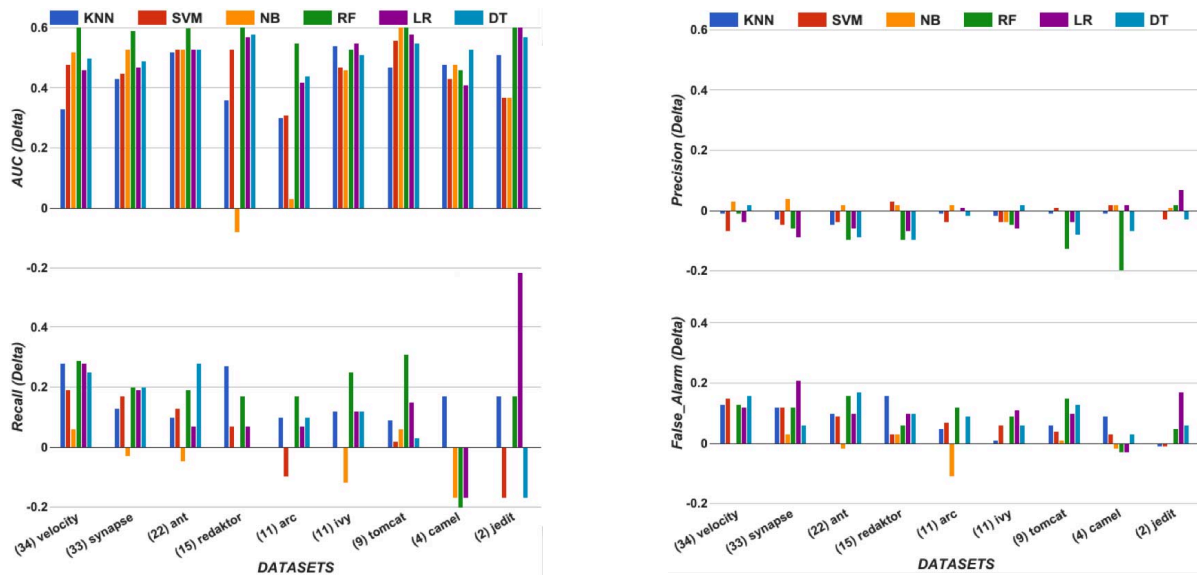 KNN SVM NB RF LR DT
0.6
0.4
0.2
0
-0.2
AUC (Delta)
0.4
0.2
0
-0.2
Recall (Delta)
(34) velocity
(33) synapse
(22) ant
(15) redaktor
(11) arc
(11) ivy
(9) tomcat
(4) camel
(2) jedit
DATASETS
KNN SVM NB RF LR DT
0.6
0.4
0.2
0
-0.2
Precision (Delta)
0.4
0.2
0
-0.2
False_Alarm (Delta)
(34) velocity
(33) synapse
(22) ant
(15) redaktor
(11) arc
(11) ivy
(9) tomcat
(4) camel
(2) jedit
DATASETS